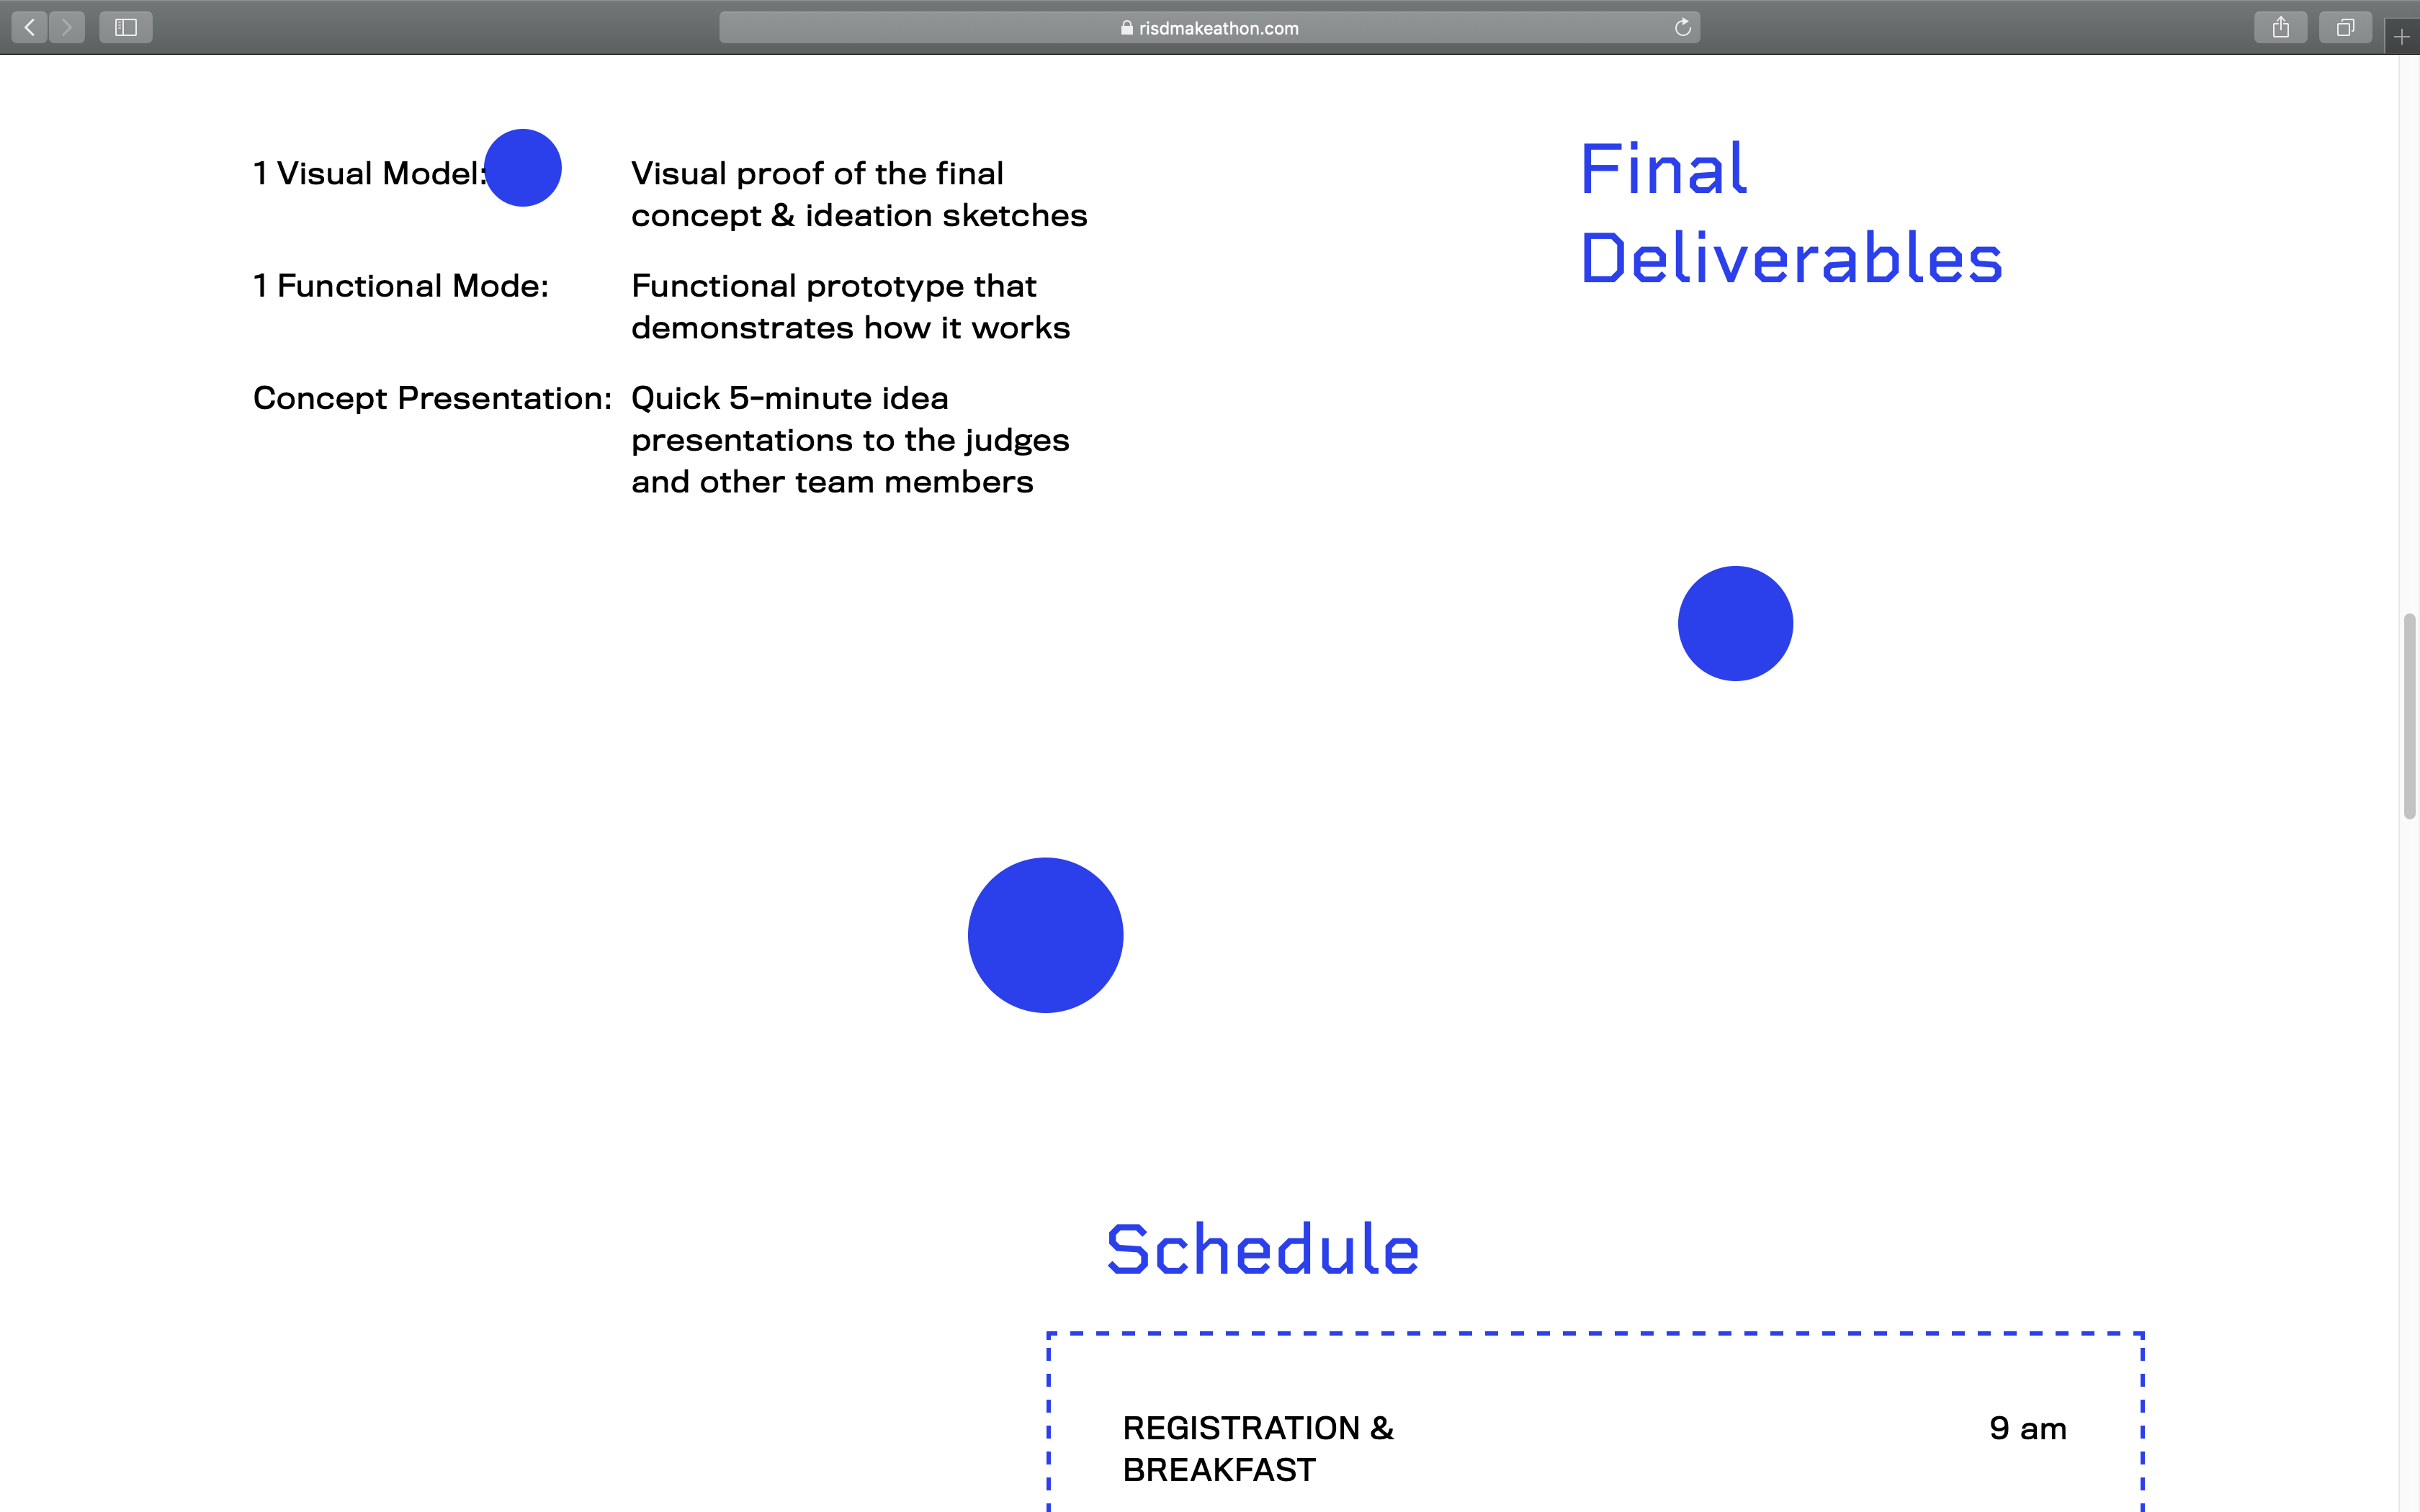 risdmakeathon.com
1 Visual Model:
Visual proof of the final
concept & ideation sketches
1 Functional Mode:
Functional prototype that
demonstrates how it works
Concept Presentation:
Quick 5-minute idea
presentations to the judges
and other team members
Final
Deliverables
Schedule
REGISTRATION &
BREAKFAST
9 am